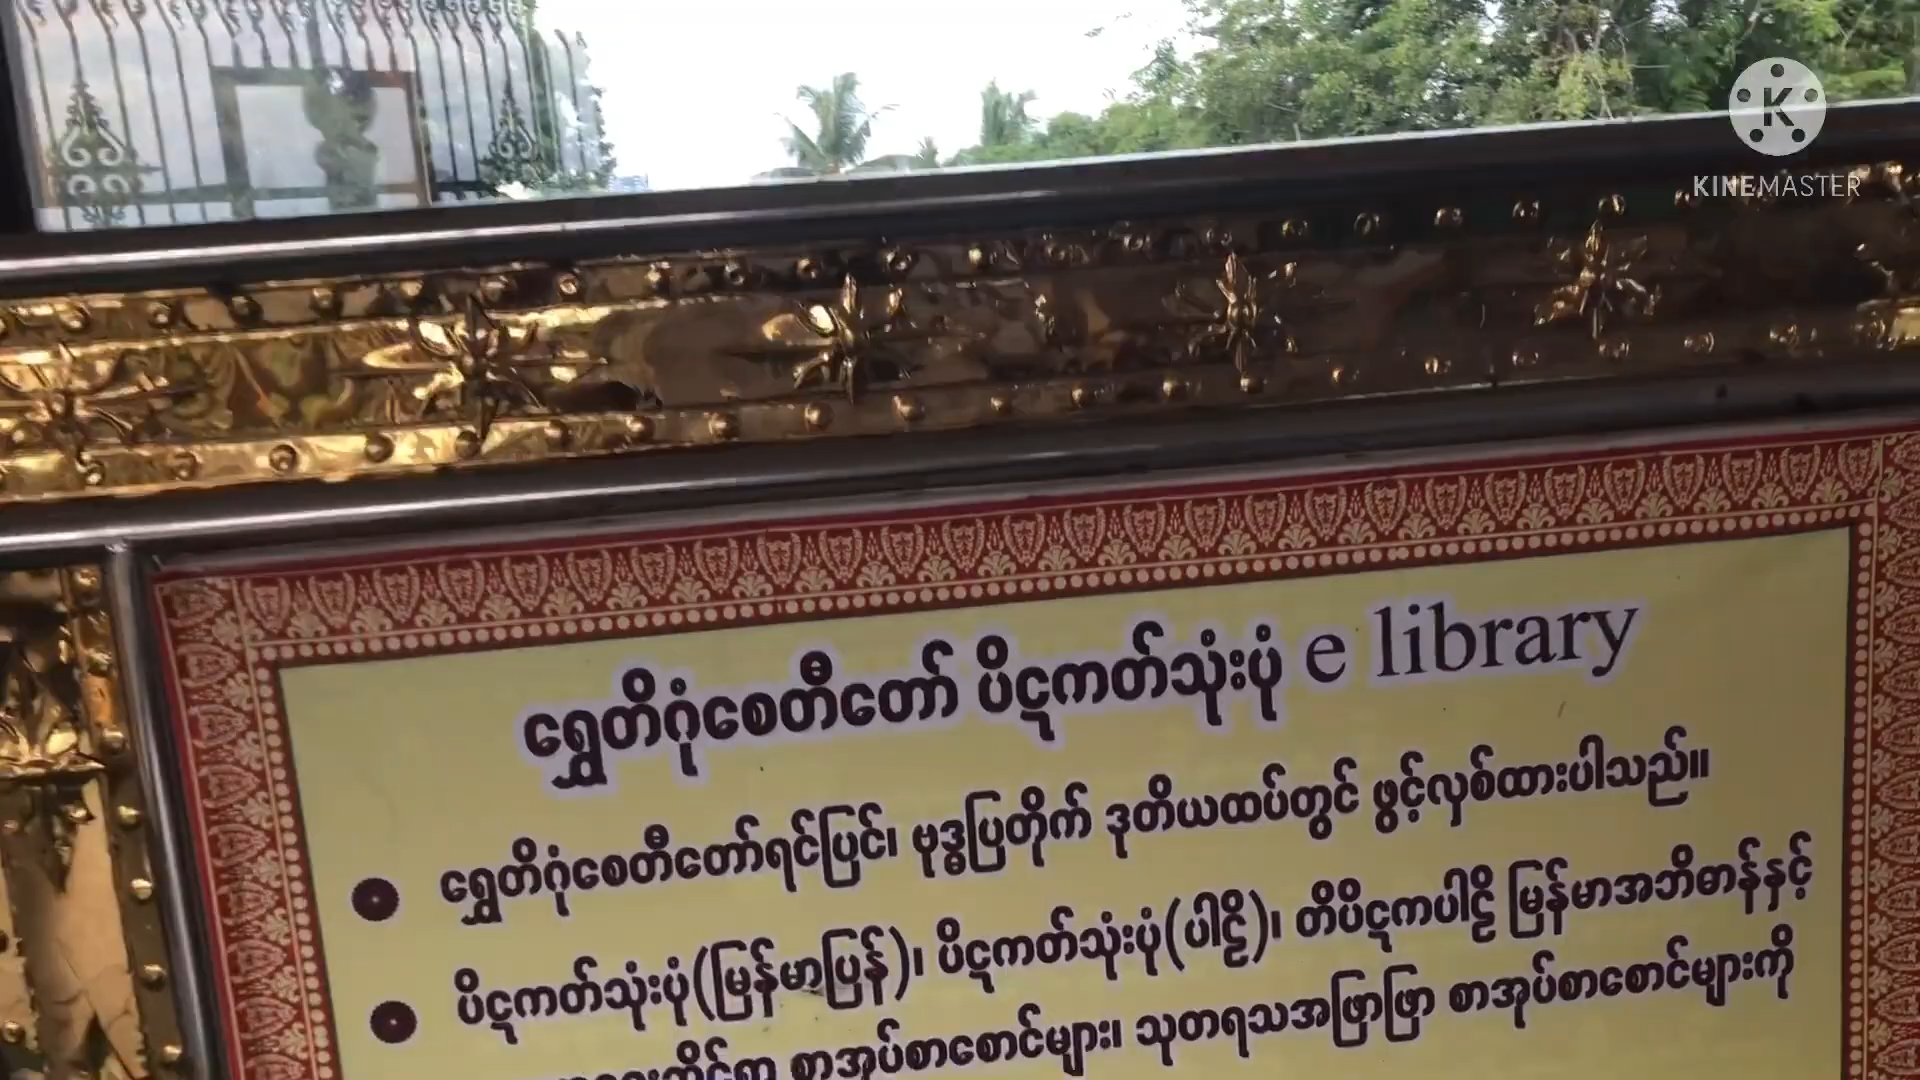 KINEMASTER
ရွှေတိဂုံစေတီတော် ပိဋကတ်သုံးပုံ e library
ရွှေတိဂုံစေတီတော်ရင်ပြင်၊ ဗုဒ္ဓပြတိုက် ဒုတိယထပ်တွင် ဖွင့်လှစ်ထားပါသည်။
ပိဋကတ်သုံးပုံ(မြန်မာပြန်)၊ ပိဋကတ်သုံးပုံ(ပါဠိ)၊ တိပိဋကပါဠိ မြန်မာအဘိဓာန်နှင့်
စာအုပ်စာစောင်များ၊ သုတရသအဖြာဖြာ စာအုပ်စာစောင်များကို